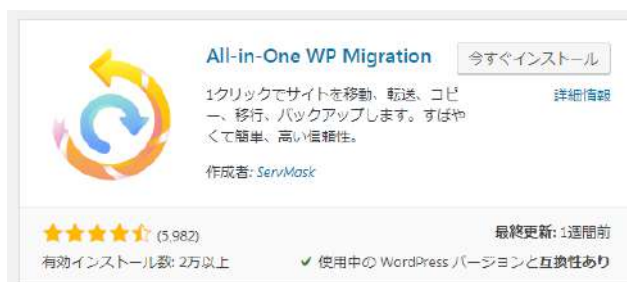 All-in-One WP Migration
今すぐインストール
1クリックでサイトを移動、転送、コピ
ー、移行、バックアップします。すばや
くて簡単、高い信頼性。
詳細情報
作成者: ServMask
(5,982)
最終更新: 1週間前
有効インストール数: 2万以上
✔ 使用中の WordPress バージョンと互換性あり